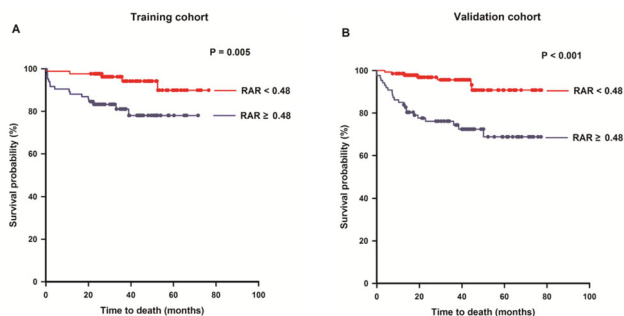 Training cohort
A
P = 0.005
RAR < 0.48
RAR ≥ 0.48
Survival probability (%)
100
80
60
40
20
0
0 20 40 60 80 100
Time to death (months)
Validation cohort
B
P < 0.001
RAR < 0.48
RAR ≥ 0.48
Survival probability (%)
100
80
60
40
20
0
0 20 40 60 80 100
Time to death (months)